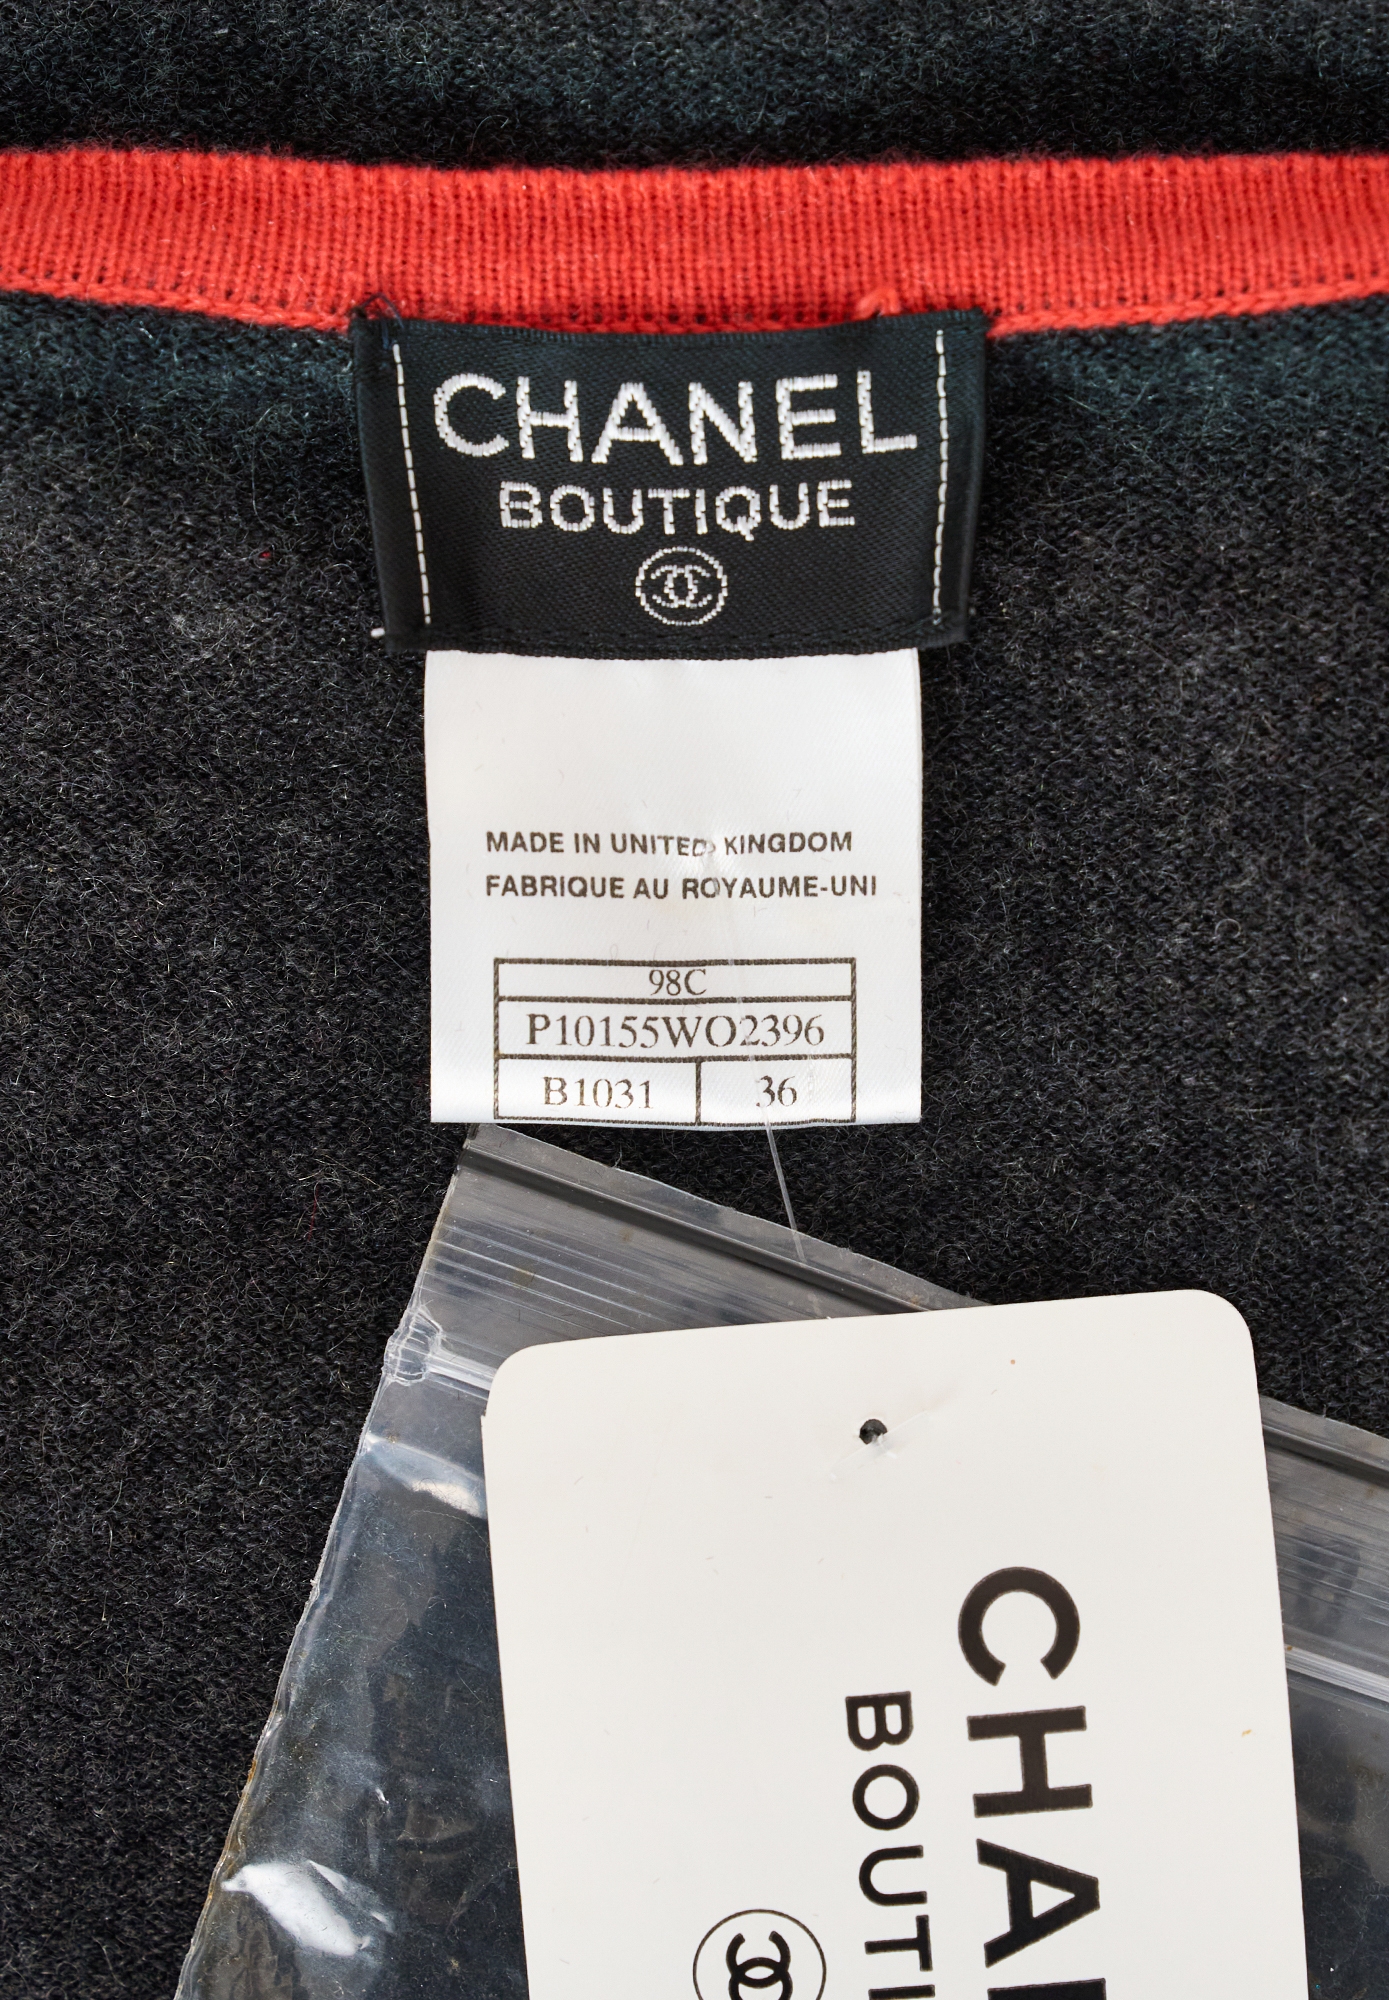 CHANEL
BOUTIQUE
MADE IN UNITED KINGDOM
FABRIQUE AU ROYAUME-UNI
98C
P10155WO2396
B1031 36
CHA
BOUTI